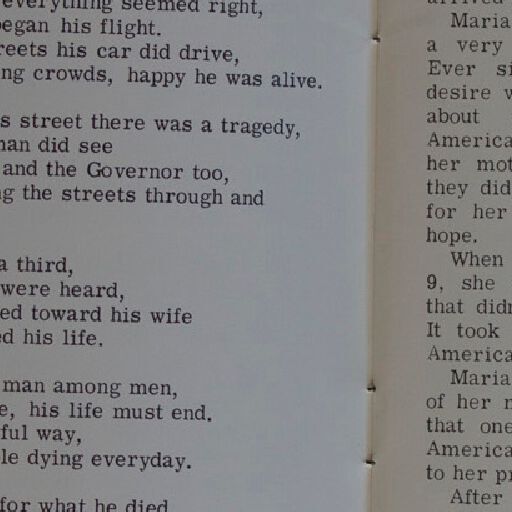 everything seemed right,
began his flight.
reets his car did drive,
ng crowds, happy he was alive.
s street there was a tragedy,
man did see
and the Governor too,
g the streets through and
a third,
were heard,
ed toward his wife
d his life.
man among men,
e, his life must end.
ful way,
le dying everyday.
for what he died
Maria
a very
Ever si
desire w
about
America
her mot
they did
for her
hope.
When
9, she
that didn
It took
America
Maria
of her n
that one
America
to her pr
After